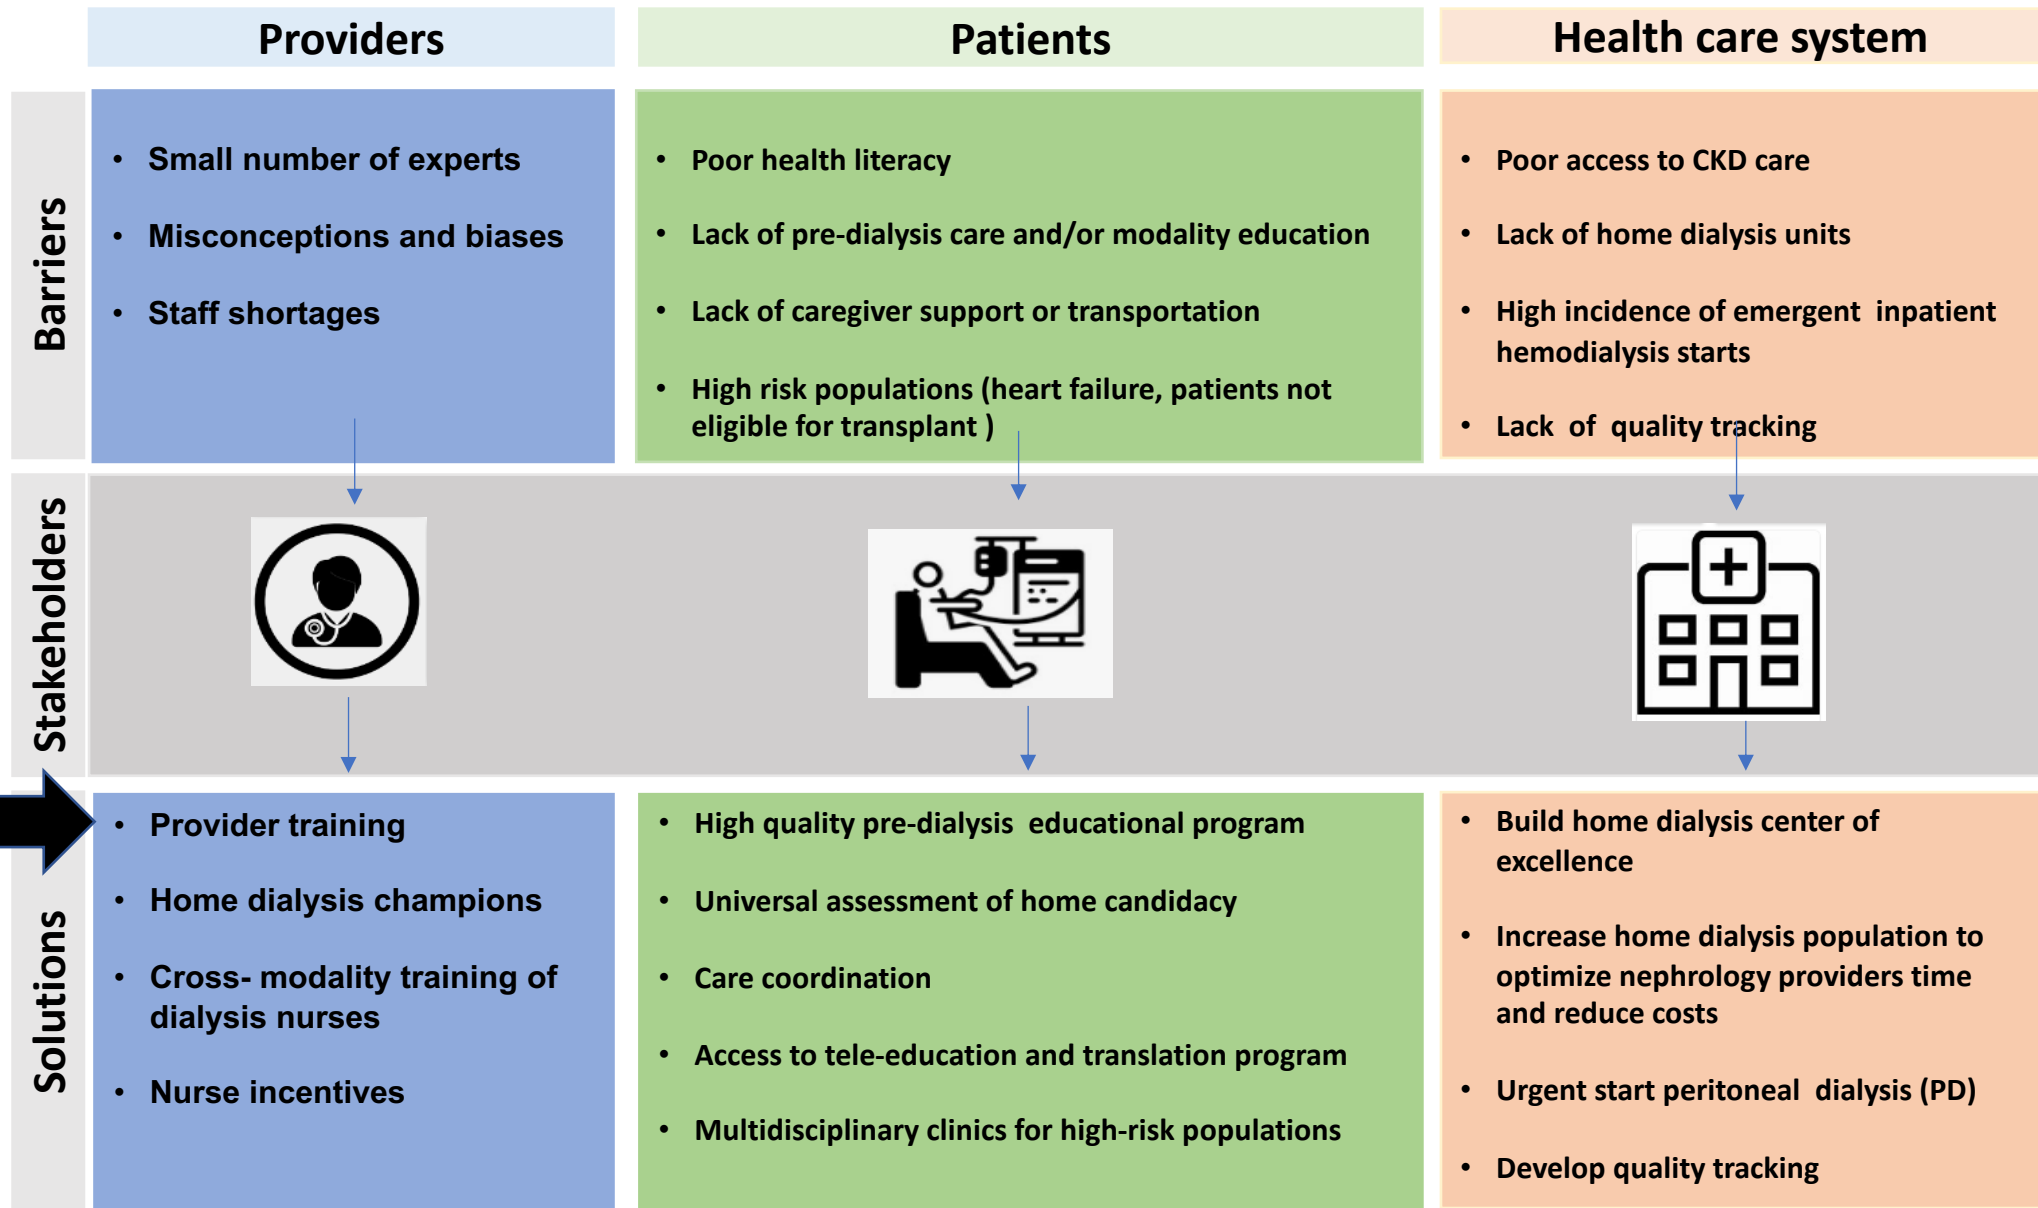 Providers
Patients
Health care system
Barriers
• Small number of experts
• Misconceptions and biases
• Staff shortages
• Poor health literacy
• Lack of pre-dialysis care and/or modality education
• Lack of caregiver support or transportation
• High risk populations (heart failure, patients not
eligible for transplant )
• Poor access to CKD care
• Lack of home dialysis units
• High incidence of emergent inpatient
hemodialysis starts
• Lack of quality tracking
Stakeholders
Solutions
• Provider training
• Home dialysis champions
• Cross- modality training of
dialysis nurses
• Nurse incentives
• High quality pre-dialysis educational program
• Universal assessment of home candidacy
• Care coordination
• Access to tele-education and translation program
• Multidisciplinary clinics for high-risk populations
• Build home dialysis center of
excellence
• Increase home dialysis population to
optimize nephrology providers time
and reduce costs
• Urgent start peritoneal dialysis (PD)
• Develop quality tracking